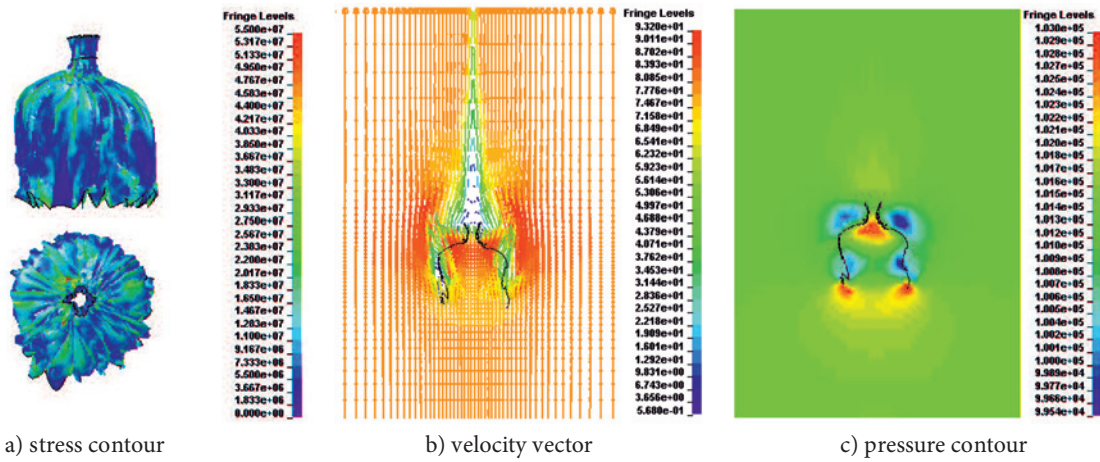 Fringe Levels
5.500e+07
5.317e+07
5.133e+07
4.950e+07
4.767e+07
4.583e+07
4.400e+07
4.217e+07
4.033e+07
3.850e+07
3.667e+07
3.483e+07
3.300e+07
3.117e+07
2.933e+07
2.750e+07
2.567e+07
2.383e+07
2.200e+07
2.017e+07
1.833e+07
1.650e+07
1.467e+07
1.283e+07
1.100e+07
9.167e+06
7.333e+06
5.500e+06
3.667e+06
1.833e+06
0.000e+00
a) stress contour
Fringe Levels
9.320e+01
9.011e+01
8.702e+01
8.393e+01
8.085e+01
7.776e+01
7.467e+01
7.158e+01
6.849e+01
6.541e+01
6.232e+01
5.923e+01
5.614e+01
5.306e+01
4.997e+01
4.688e+01
4.379e+01
4.071e+01
3.762e+01
3.453e+01
3.144e+01
2.836e+01
2.527e+01
2.218e+01
1.909e+01
1.601e+01
1.292e+01
9.831e+00
6.743e+00
3.656e+00
5.680e-01
b) velocity vector
Fringe Levels
1.030e+05
1.029e+05
1.028e+05
1.027e+05
1.025e+05
1.024e+05
1.023e+05
1.022e+05
1.021e+05
1.020e+05
1.018e+05
1.017e+05
1.016e+05
1.015e+05
1.014e+05
1.013e+05
1.012e+05
1.010e+05
1.009e+05
1.008e+05
1.007e+05
1.006e+05
1.005e+05
1.004e+05
1.002e+05
1.001e+05
1.000e+05
9.989e+04
9.977e+04
9.966e+04
9.954e+04
c) pressure contour